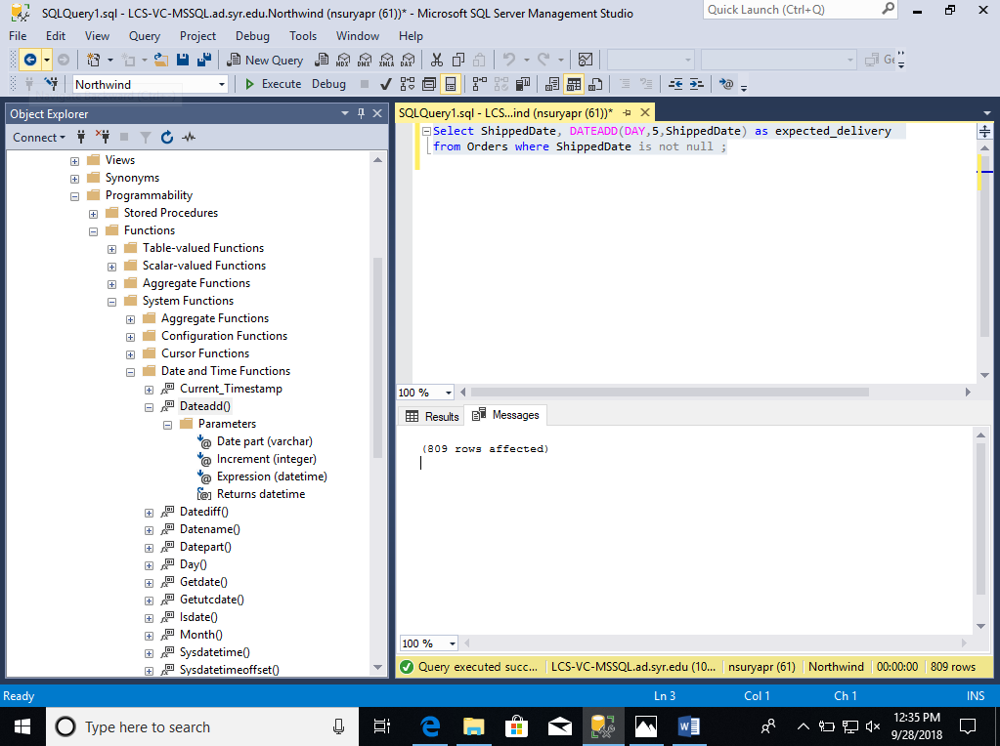 SQLQuery1.sql - LCS-VC-MSSQL.ad.syr.edu.Northwind (nsuryapr (61))* - Microsoft SQL Server Management Studio
Quick Launch (Ctrl+Q)
File Edit View Query Project Debug Tools Window Help
New Query MDX DMX XMLA DAX
Northwind Execute Debug
Object Explorer
Connect
Views
Synonyms
Programmability
Stored Procedures
Functions
Table-valued Functions
Scalar-valued Functions
Aggregate Functions
System Functions
Aggregate Functions
Configuration Functions
Cursor Functions
Date and Time Functions
Current_Timestamp
Dateadd()
Parameters
Date part (varchar)
Increment (integer)
Expression (datetime)
Returns datetime
Datediff()
Datename()
Datepart()
Day()
Getdate()
Getutcdate()
Isdate()
Month()
Sysdatetime()
Sysdatetimeoffset()
SQLQuery1.sql - LCS...ind (nsuryapr (61))*
Select ShippedDate, DATEADD(DAY,5,ShippedDate) as expected_delivery
from Orders where ShippedDate is not null ;
100 %
Results Messages
(809 rows affected)
100 %
Query executed succ... LCS-VC-MSSQL.ad.syr.edu (10... nsuryapr (61) Northwind 00:00:00 809 rows
Ready Ln 3 Col 1 Ch 1 INS
Type here to search
12:35 PM
9/28/2018